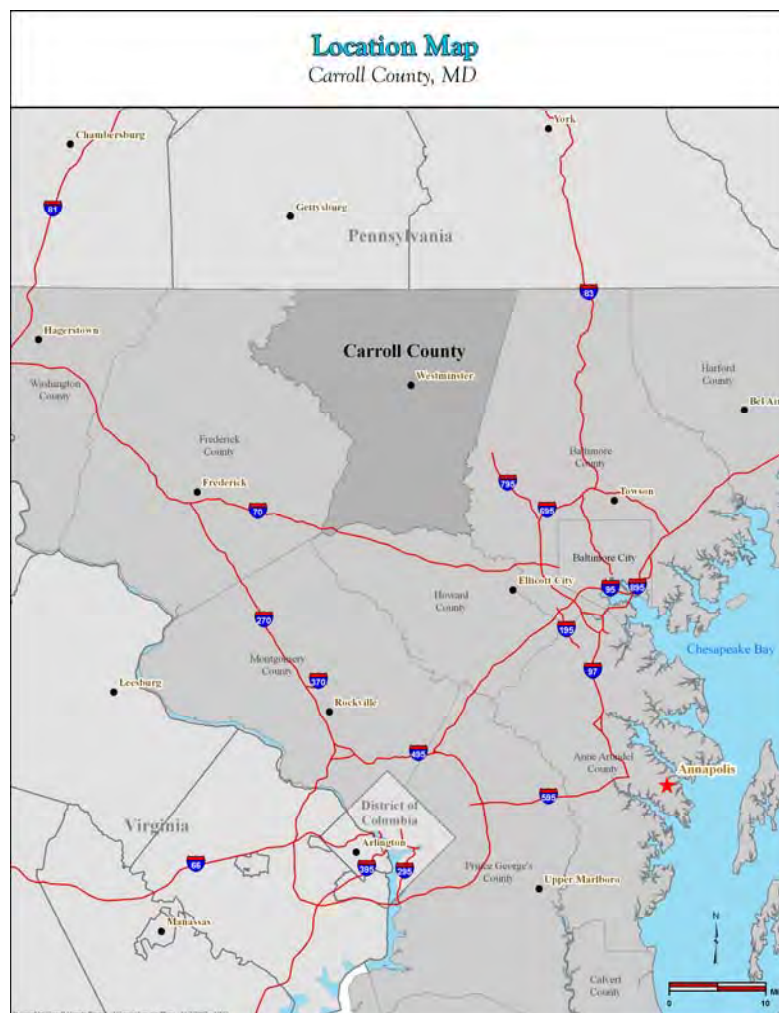 Location Map
Carroll County, MD
York
Chambersburg
81
Gettysburg
Pennsylvania
83
Hagerstown
Carroll County
Washington
County
Westminster
Harford
County
Bel Air
Frederick
County
Baltimore
County
Frederick
795
695
Towson
70
Baltimore City
Ellicott City
95
895
Howard
County
270
195
Chesapeake Bay
Montgomery
County
370
97
Leesburg
Rockville
495
Anne Arundel
County
Annapolis
595
District of
Columbia
Virginia
Arlington
66
395
295
Prince George's
County
Upper Marlboro
Manassas
N
Calvert
County
0
10